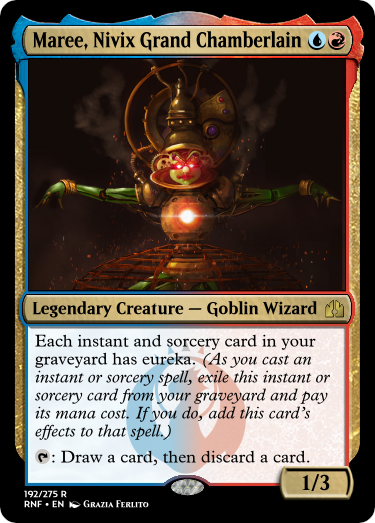 Maree, Nivix Grand Chamberlain
Legendary Creature — Goblin Wizard
Each instant and sorcery card in your
graveyard has eureka. (As you cast an
instant or sorcery spell, exile this instant or
sorcery card from your graveyard and pay
its mana cost. If you do, add this card's
effects to that spell.)
: Draw a card, then discard a card.
1/3
192/275 R
RNF • EN Grazia Ferlito